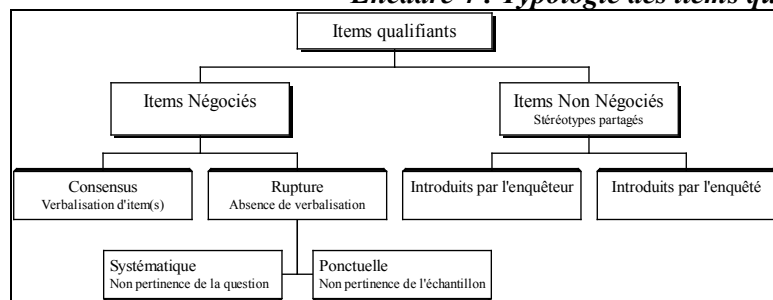 Encadré 4 : Typologie des items qu
Items qualifiants
Items Négociés
Items Non Négociés
Stéréotypes partagés
Consensus
Verbalisation d'item(s)
Rupture
Absence de verbalisation
Introduits par l'enquêteur
Introduits par l'enquêté
Systématique
Non pertinence de la question
Ponctuelle
Non pertinence de l'échantillon